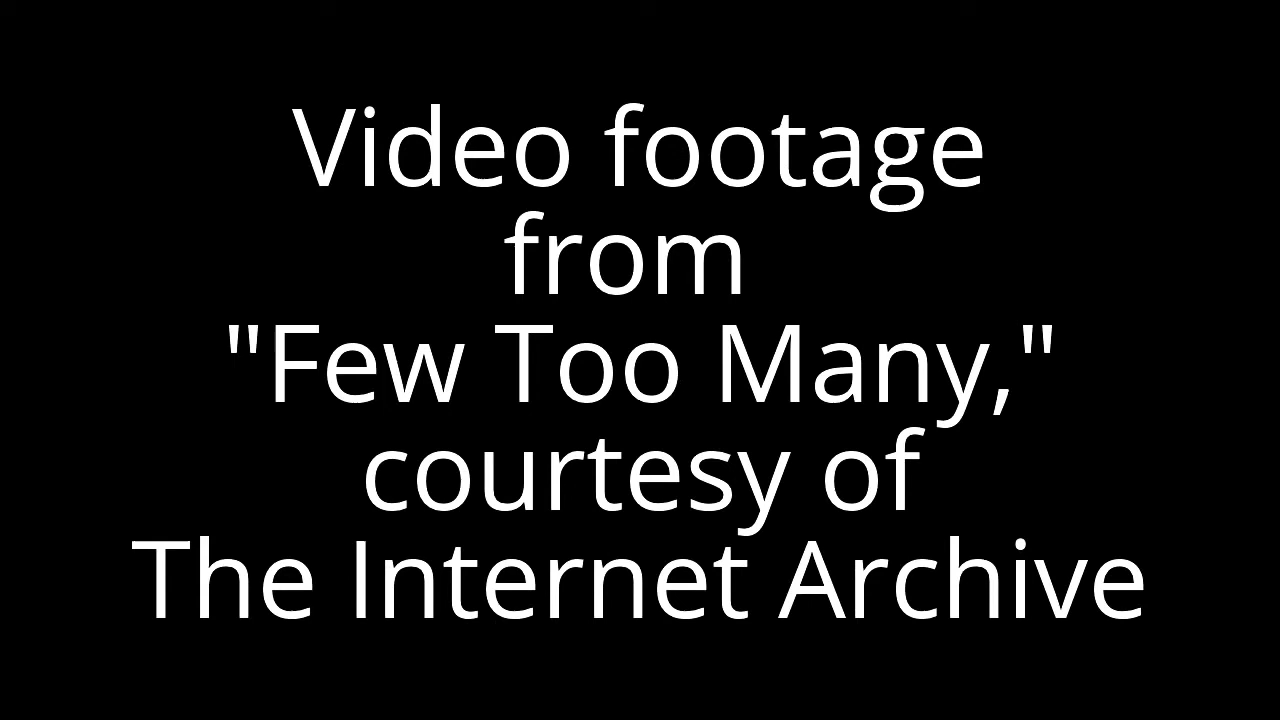 Video footage
from
"Few Too Many,"
courtesy of
The Internet Archive